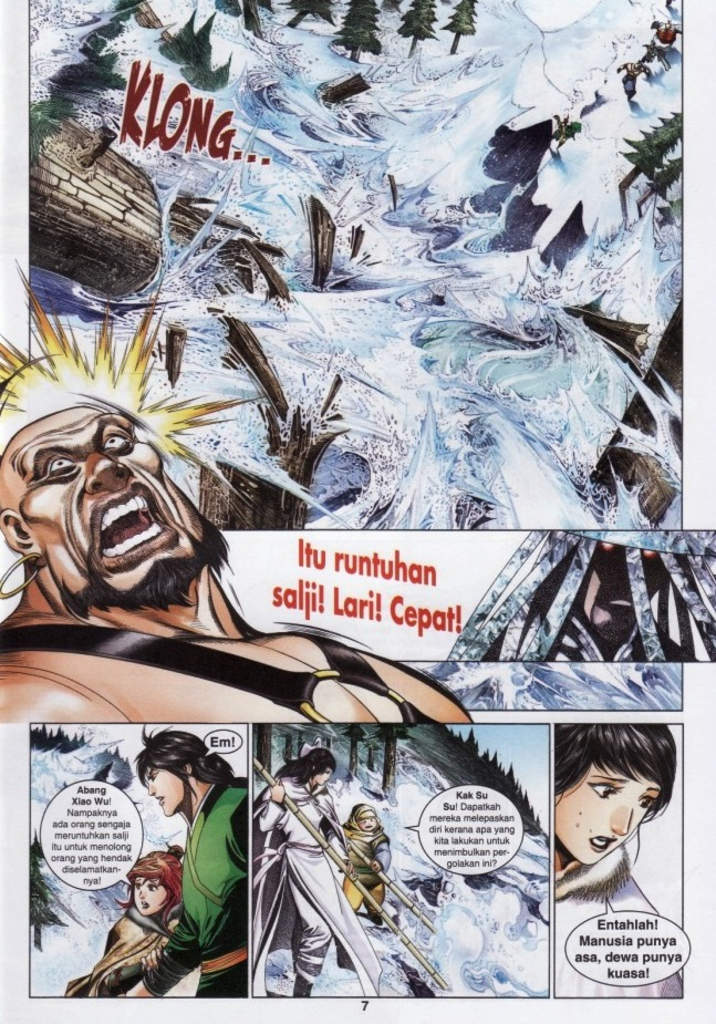 KLONG...
Itu runtuhan
salji! Lari! Cepat!
Em!
Abang
Xiao Wu!
Nampaknya
ada orang sengaja
meruntuhkan salji
itu untuk menolong
orang yang hendak
diselamatkan-
nya!
Kak Su
Su! Dapatkah
mereka melepaskan
diri kerana apa yang
kita lakukan untuk
menimbulkan per-
golakan ini?
Entahlah!
Manusia punya
asa, dewa punya
kuasa!
7